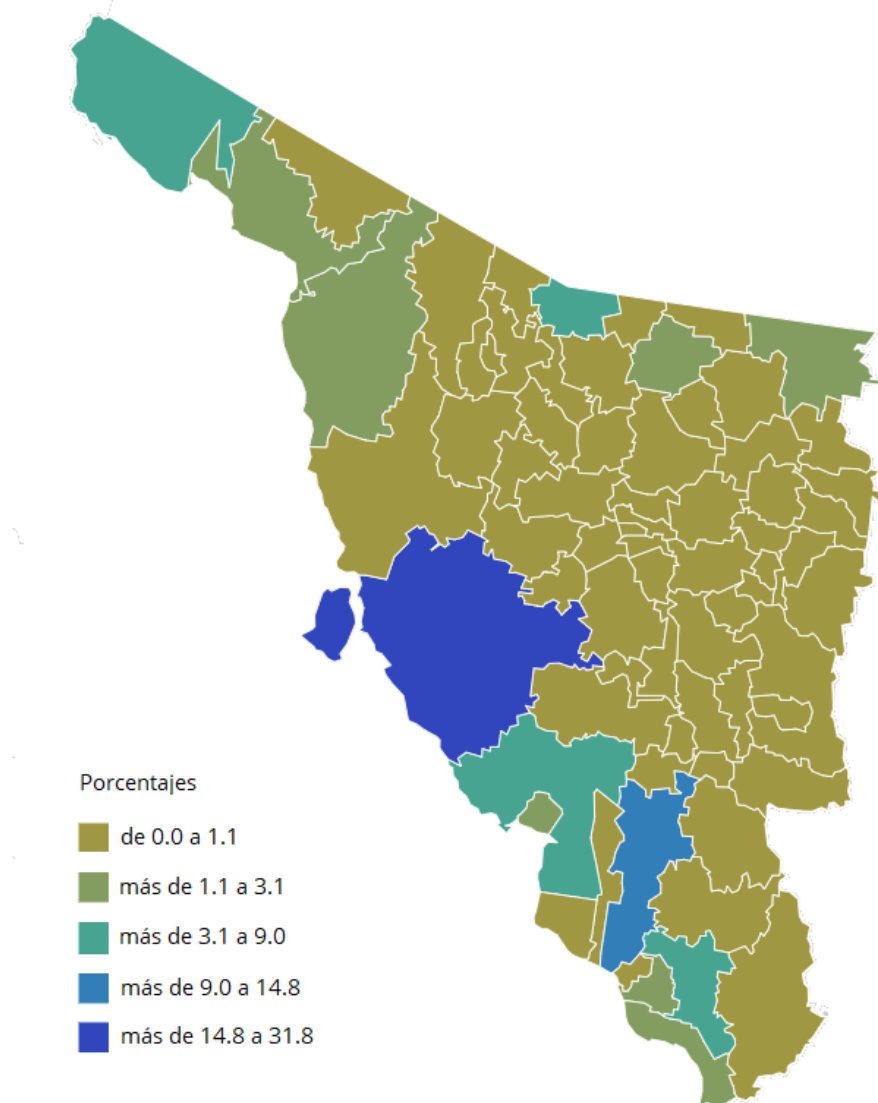 Porcentajes
de 0.0 a 1.1
más de 1.1 a 3.1
más de 3.1 a 9.0
más de 9.0 a 14.8
más de 14.8 a 31.8